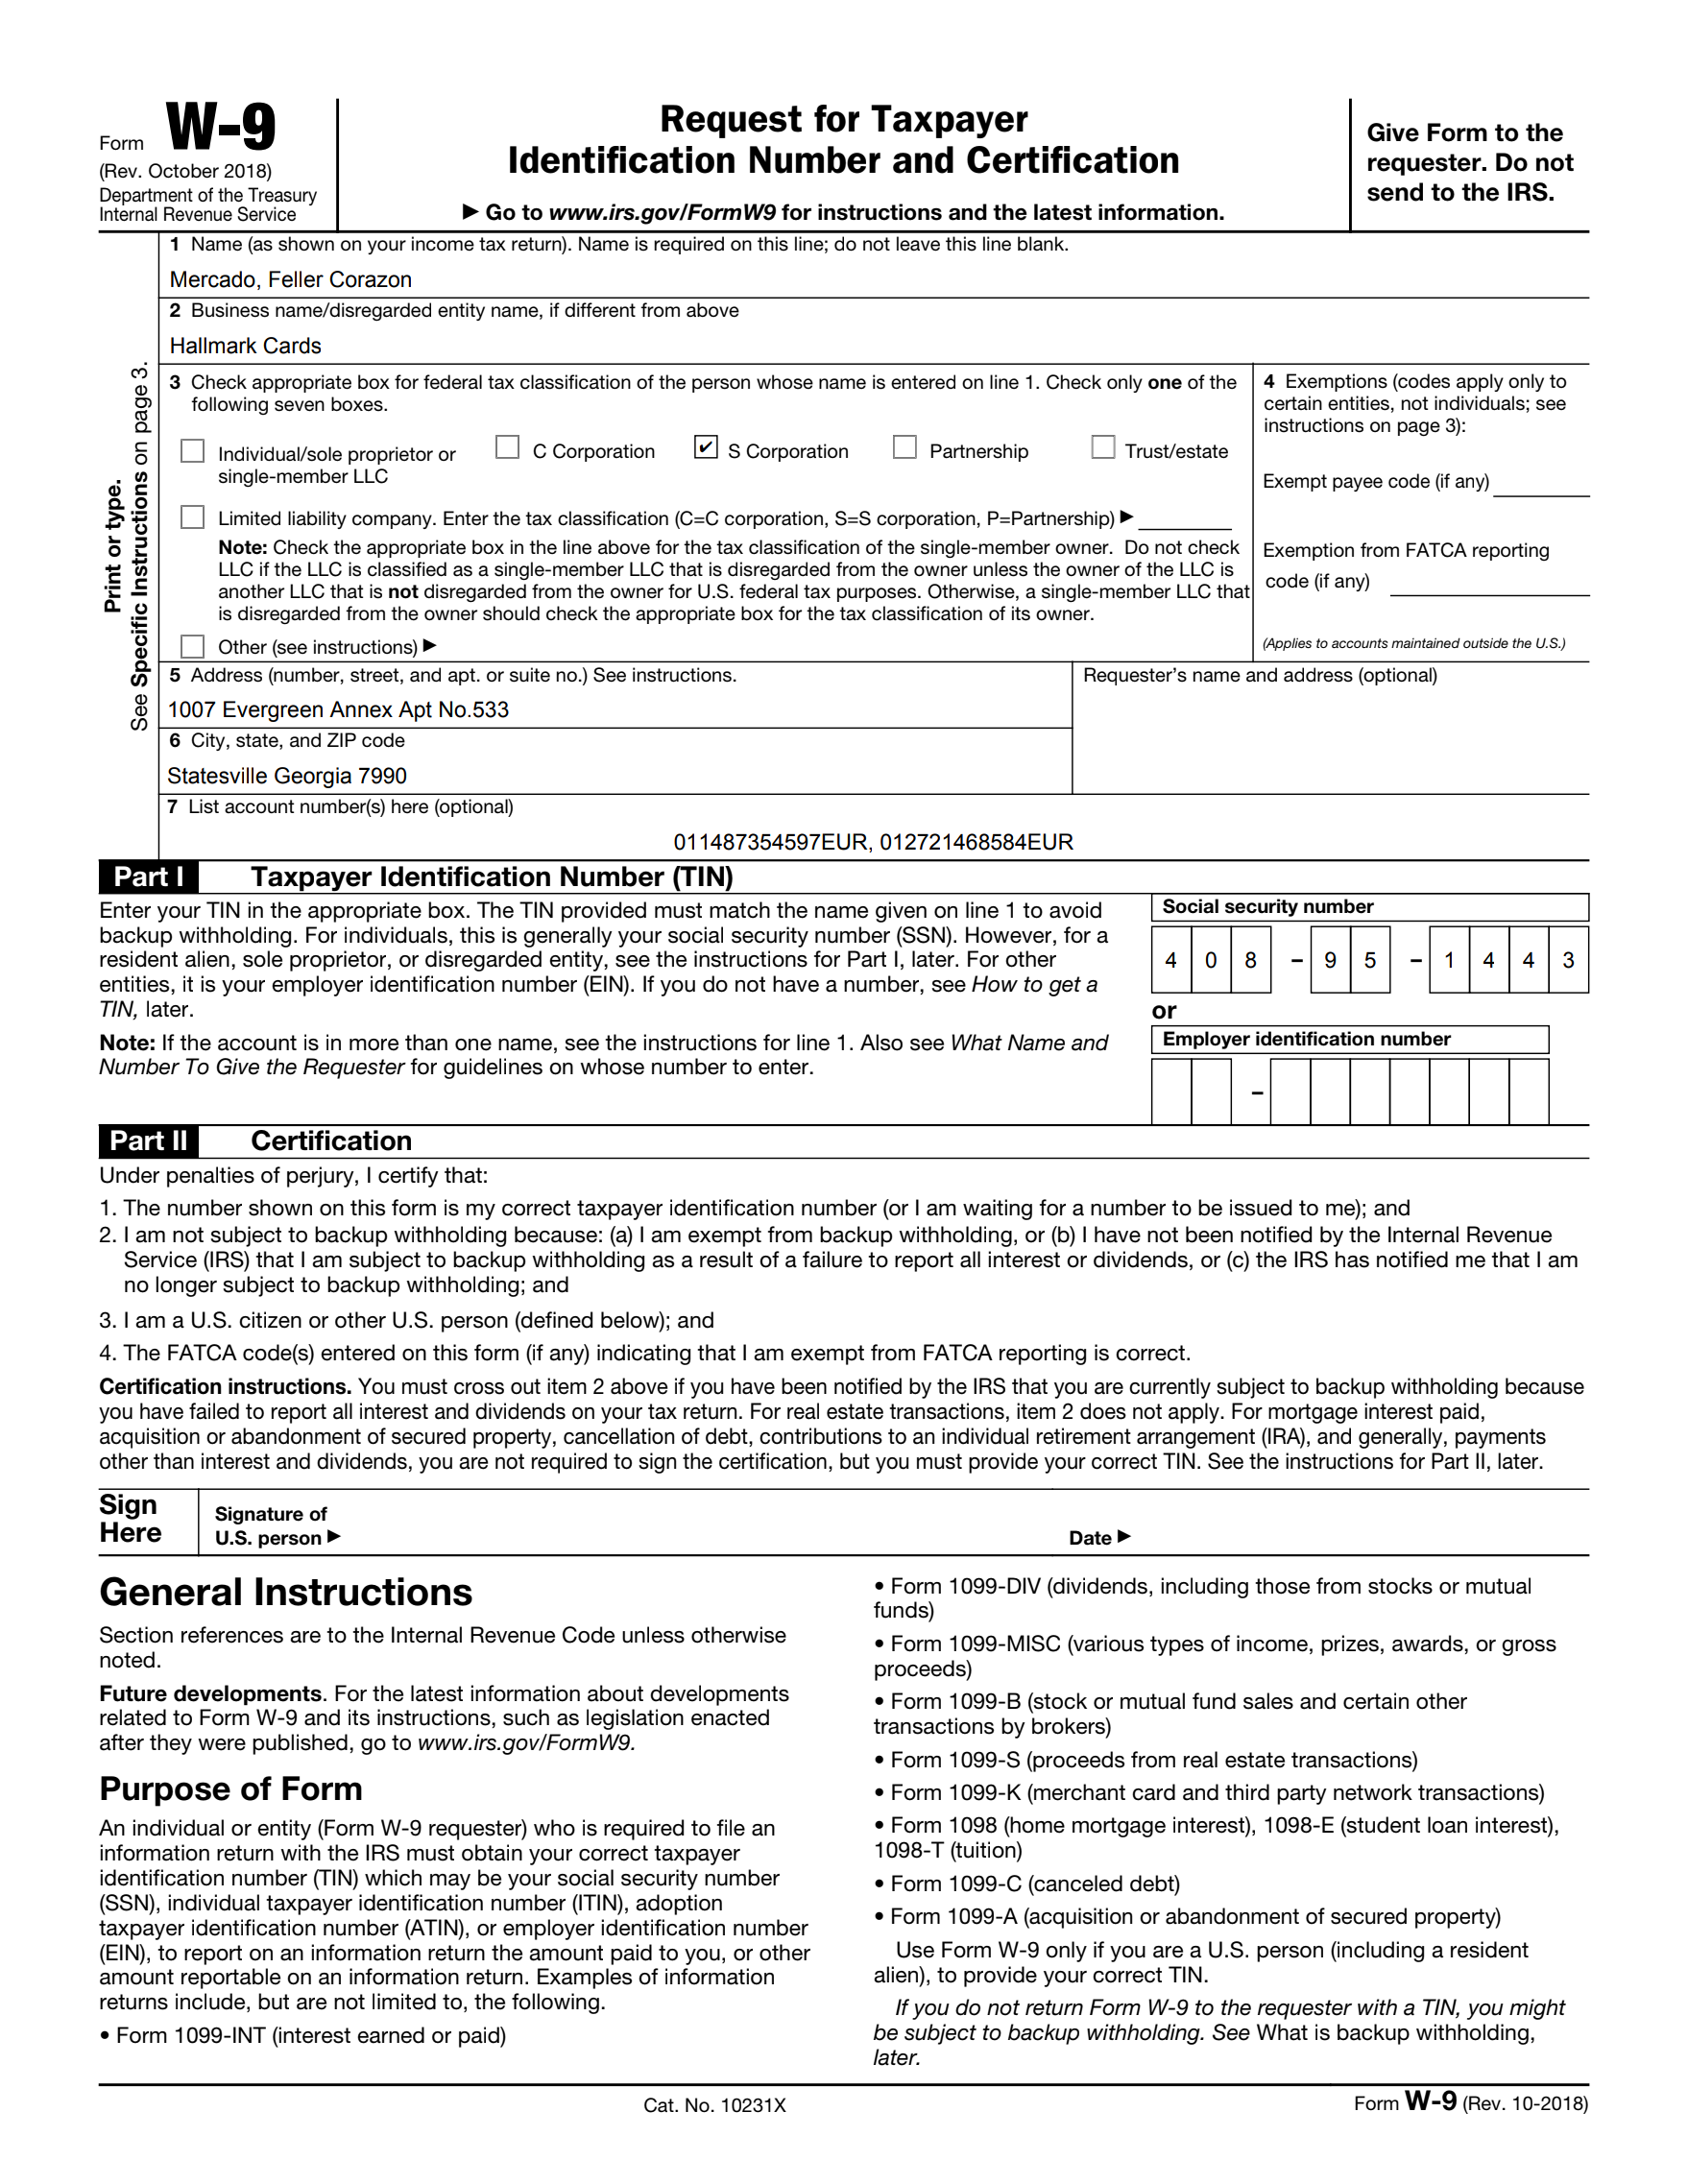 Form W-9
(Rev. October 2018)
Department of the Treasury
Internal Revenue Service
Request for Taxpayer
Identification Number and Certification
▶ Go to www.irs.gov/FormW9 for instructions and the latest information.
Give Form to the
requester. Do not
send to the IRS.
Print or type.
See Specific Instructions on page 3.
1 Name (as shown on your income tax return). Name is required on this line; do not leave this line blank.
Mercado, Feller Corazon
2 Business name/disregarded entity name, if different from above
Hallmark Cards
3 Check appropriate box for federal tax classification of the person whose name is entered on line 1. Check only one of the
following seven boxes.
Individual/sole proprietor or
single-member LLC
C Corporation
✔ S Corporation
Partnership
Trust/estate
Limited liability company. Enter the tax classification (C=C corporation, S=S corporation, P=Partnership) ▶
Note: Check the appropriate box in the line above for the tax classification of the single-member owner. Do not check
LLC if the LLC is classified as a single-member LLC that is disregarded from the owner unless the owner of the LLC is
another LLC that is not disregarded from the owner for U.S. federal tax purposes. Otherwise, a single-member LLC that
is disregarded from the owner should check the appropriate box for the tax classification of its owner.
Other (see instructions) ▶
4 Exemptions (codes apply only to
certain entities, not individuals; see
instructions on page 3):
Exempt payee code (if any)
Exemption from FATCA reporting
code (if any)
(Applies to accounts maintained outside the U.S.)
5 Address (number, street, and apt. or suite no.) See instructions.
1007 Evergreen Annex Apt No.533
6 City, state, and ZIP code
Statesville Georgia 7990
Requester's name and address (optional)
7 List account number(s) here (optional)
011487354597EUR, 012721468584EUR
Part I Taxpayer Identification Number (TIN)
Enter your TIN in the appropriate box. The TIN provided must match the name given on line 1 to avoid
backup withholding. For individuals, this is generally your social security number (SSN). However, for a
resident alien, sole proprietor, or disregarded entity, see the instructions for Part I, later. For other
entities, it is your employer identification number (EIN). If you do not have a number, see How to get a
TIN, later.
Note: If the account is in more than one name, see the instructions for line 1. Also see What Name and
Number To Give the Requester for guidelines on whose number to enter.
Social security number
4 0 8 – 9 5 – 1 4 4 3
or
Employer identification number
–
Part II Certification
Under penalties of perjury, I certify that:
1. The number shown on this form is my correct taxpayer identification number (or I am waiting for a number to be issued to me); and
2. I am not subject to backup withholding because: (a) I am exempt from backup withholding, or (b) I have not been notified by the Internal Revenue
Service (IRS) that I am subject to backup withholding as a result of a failure to report all interest or dividends, or (c) the IRS has notified me that I am
no longer subject to backup withholding; and
3. I am a U.S. citizen or other U.S. person (defined below); and
4. The FATCA code(s) entered on this form (if any) indicating that I am exempt from FATCA reporting is correct.
Certification instructions. You must cross out item 2 above if you have been notified by the IRS that you are currently subject to backup withholding because
you have failed to report all interest and dividends on your tax return. For real estate transactions, item 2 does not apply. For mortgage interest paid,
acquisition or abandonment of secured property, cancellation of debt, contributions to an individual retirement arrangement (IRA), and generally, payments
other than interest and dividends, you are not required to sign the certification, but you must provide your correct TIN. See the instructions for Part II, later.
Sign
Here
Signature of
U.S. person ▶
Date ▶
General Instructions
Section references are to the Internal Revenue Code unless otherwise
noted.
Future developments. For the latest information about developments
related to Form W-9 and its instructions, such as legislation enacted
after they were published, go to www.irs.gov/FormW9.
Purpose of Form
An individual or entity (Form W-9 requester) who is required to file an
information return with the IRS must obtain your correct taxpayer
identification number (TIN) which may be your social security number
(SSN), individual taxpayer identification number (ITIN), adoption
taxpayer identification number (ATIN), or employer identification number
(EIN), to report on an information return the amount paid to you, or other
amount reportable on an information return. Examples of information
returns include, but are not limited to, the following.
• Form 1099-INT (interest earned or paid)
• Form 1099-DIV (dividends, including those from stocks or mutual
funds)
• Form 1099-MISC (various types of income, prizes, awards, or gross
proceeds)
• Form 1099-B (stock or mutual fund sales and certain other
transactions by brokers)
• Form 1099-S (proceeds from real estate transactions)
• Form 1099-K (merchant card and third party network transactions)
• Form 1098 (home mortgage interest), 1098-E (student loan interest),
1098-T (tuition)
• Form 1099-C (canceled debt)
• Form 1099-A (acquisition or abandonment of secured property)
Use Form W-9 only if you are a U.S. person (including a resident
alien), to provide your correct TIN.
If you do not return Form W-9 to the requester with a TIN, you might
be subject to backup withholding. See What is backup withholding,
later.
Cat. No. 10231X
Form W-9 (Rev. 10-2018)